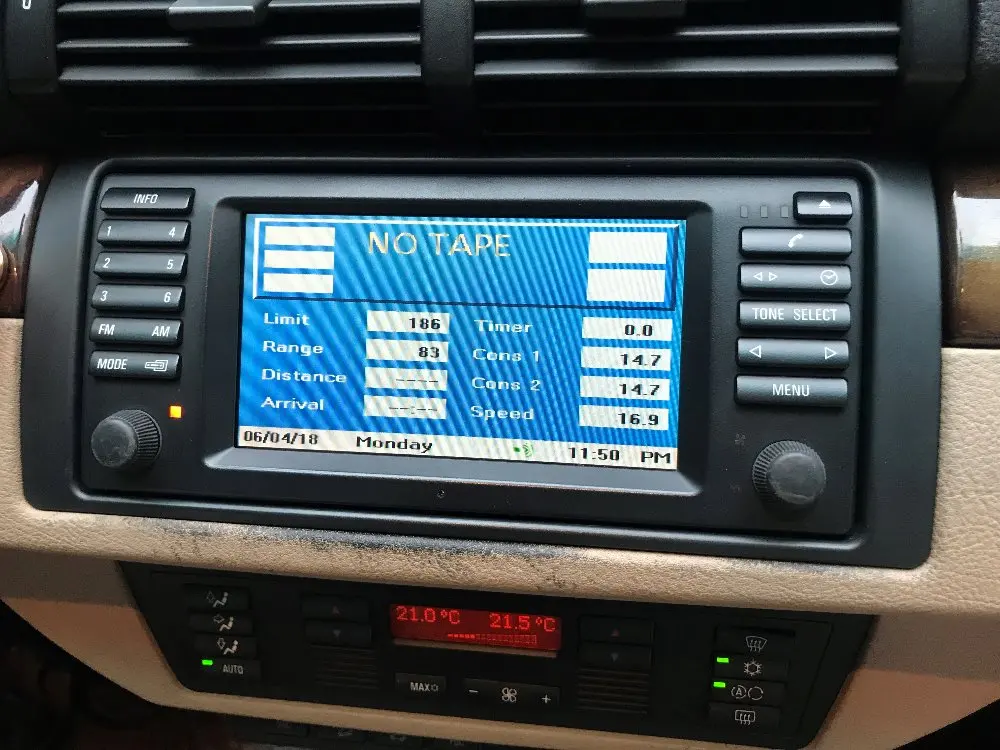 INFO
1 4
2 5
3 6
FM AM
MODE
NO TAPE
Limit 186 Timer 0.0
Range 83 Cons 1 14.7
Distance ---- Cons 2 14.7
Arrival --:-- Speed 16.9
06/04/18 Monday 11:50 PM
TONE SELECT
MENU
21.0 °C 21.5 °C
AUTO
MAX
- +
A